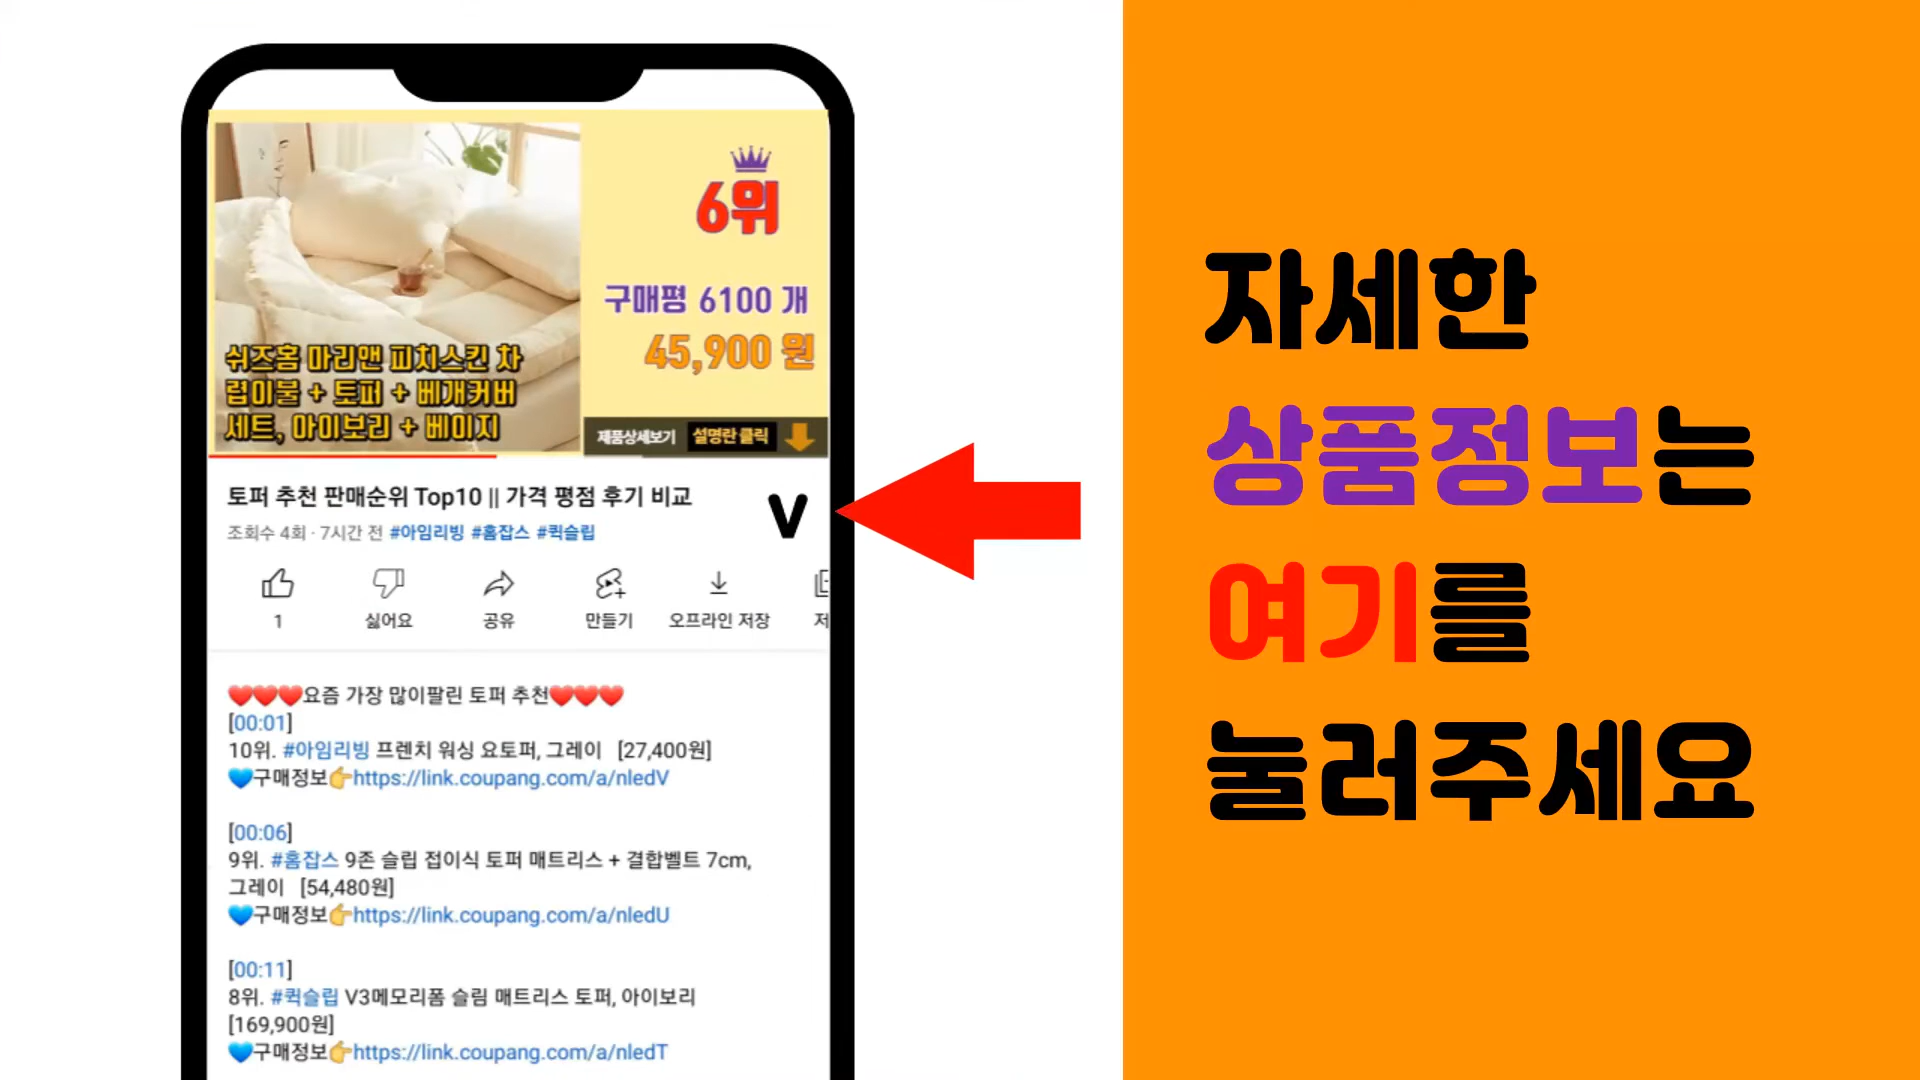 6위
구매평 6100 개
45,900 원
쉬즈홈 마리앤 피치스킨 차
렵이불 + 토퍼 + 베개커버
세트, 아이보리 + 베이지
제품상세보기 설명란 클릭
토퍼 추천 판매순위 Top10 || 가격 평점 후기 비교
V
조회수 4회 · 7시간 전 #아임리빙 #홈잡스 #퀵슬립
1 싫어요 공유 만들기 오프라인 저장 저
❤️❤️❤️요즘 가장 많이팔린 토퍼 추천❤️❤️❤️
[00:01]
10위. #아임리빙 프렌치 워싱 요토퍼, 그레이 [27,400원]
💙구매정보👉https://link.coupang.com/a/nledV
[00:06]
9위. #홈잡스 9존 슬립 접이식 토퍼 매트리스 + 결합벨트 7cm,
그레이 [54,480원]
💙구매정보👉https://link.coupang.com/a/nledU
[00:11]
8위. #퀵슬립 V3메모리폼 슬림 매트리스 토퍼, 아이보리
[169,900원]
💙구매정보👉https://link.coupang.com/a/nledT
자세한
상품정보는
여기를
눌러주세요